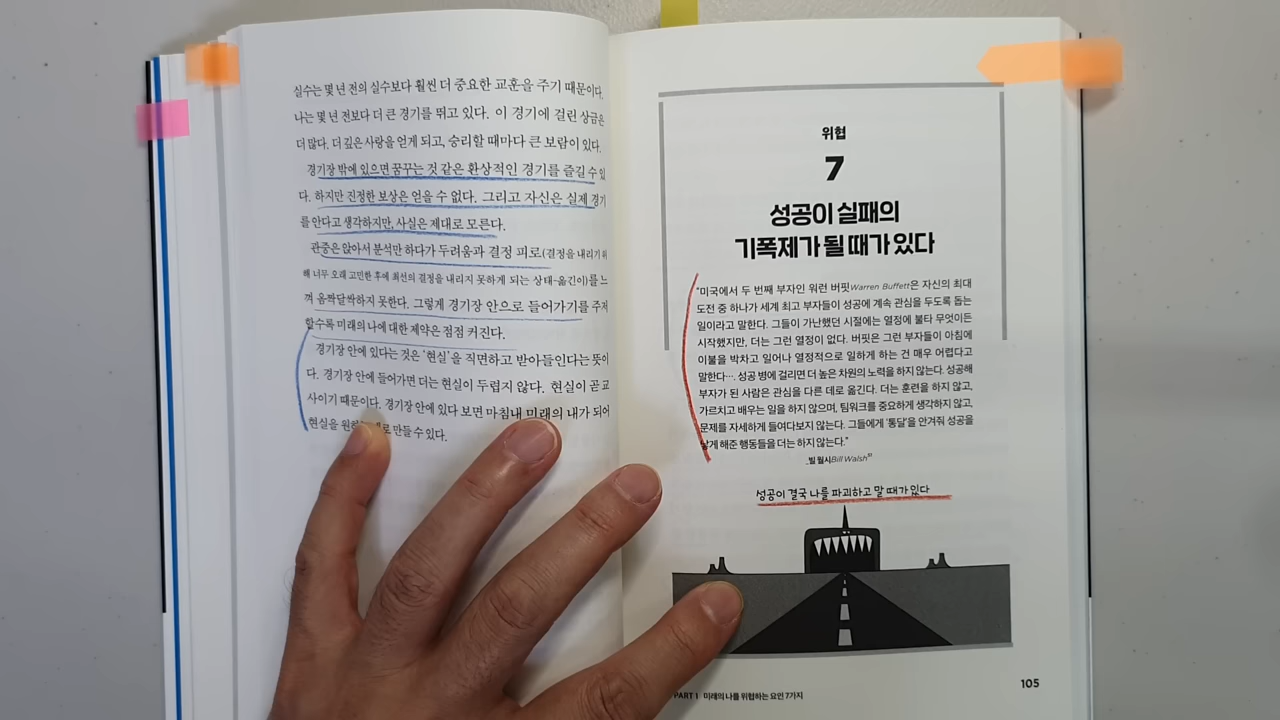 실수는 몇 년 전의 실수보다 훨씬 더 중요한 교훈을 주기 때문이다.
나는 몇 년 전보다 더 큰 경기를 뛰고 있다. 이 경기에 걸린 상금은
더 많다. 더 깊은 사랑을 얻게 되고, 승리할 때마다 큰 보람이 있다.
경기장 밖에 있으면 꿈꾸는 것 같은 환상적인 경기를 즐길 수 있
다. 하지만 진정한 보상은 얻을 수 없다. 그리고 자신은 실제 경기
를 안다고 생각하지만, 사실은 제대로 모른다.
관중은 앉아서 분석만 하다가 두려움과 결정 피로(결정을 내리기 위
해 너무 오래 고민한 후에 최선의 결정을 내리지 못하게 되는 상태-옮긴이)를 느
껴 옴짝달싹하지 못한다. 그렇게 경기장 안으로 들어가기를 주저
할수록 미래의 나에 대한 제약은 점점 커진다.
경기장 안에 있다는 것은 '현실'을 직면하고 받아들인다는 뜻이
다. 경기장 안에 들어가면 더는 현실이 두렵지 않다. 현실이 곧 교
사이기 때문이다. 경기장 안에 있다 보면 마침내 미래의 내가 되어
현실을 만들 수 있다.
위협
7
성공이 실패의
기폭제가 될 때가 있다
"미국에서 두 번째 부자인 워런 버핏Warren Buffett은 자신의 최대
도전 중 하나가 세계 최고 부자들이 성공에 계속 관심을 두도록 돕는
일이라고 말한다. 그들이 가난했던 시절에는 열정에 불타 무엇이든
시작했지만, 더는 그런 열정이 없다. 버핏은 그런 부자들이 아침에
이불을 박차고 일어나 열정적으로 일하게 하는 건 매우 어렵다고
말한다…. 성공 병에 걸리면 더 높은 차원의 노력을 하지 않는다. 성공해
부자가 된 사람은 관심을 다른 데로 옮긴다. 더는 훈련을 하지 않고,
가르치고 배우는 일을 하지 않으며, 팀워크를 중요하게 생각하지 않고,
문제를 자세하게 들여다보지 않는다. 그들에게 '통달'을 안겨줘 성공을
낳게 해준 행동들을 더는 하지 않는다."
_빌 월시Bill Walsh
성공이 결국 나를 파괴하고 말 때가 있다
PART 1 미래의 나를 위협하는 요인 7가지
105